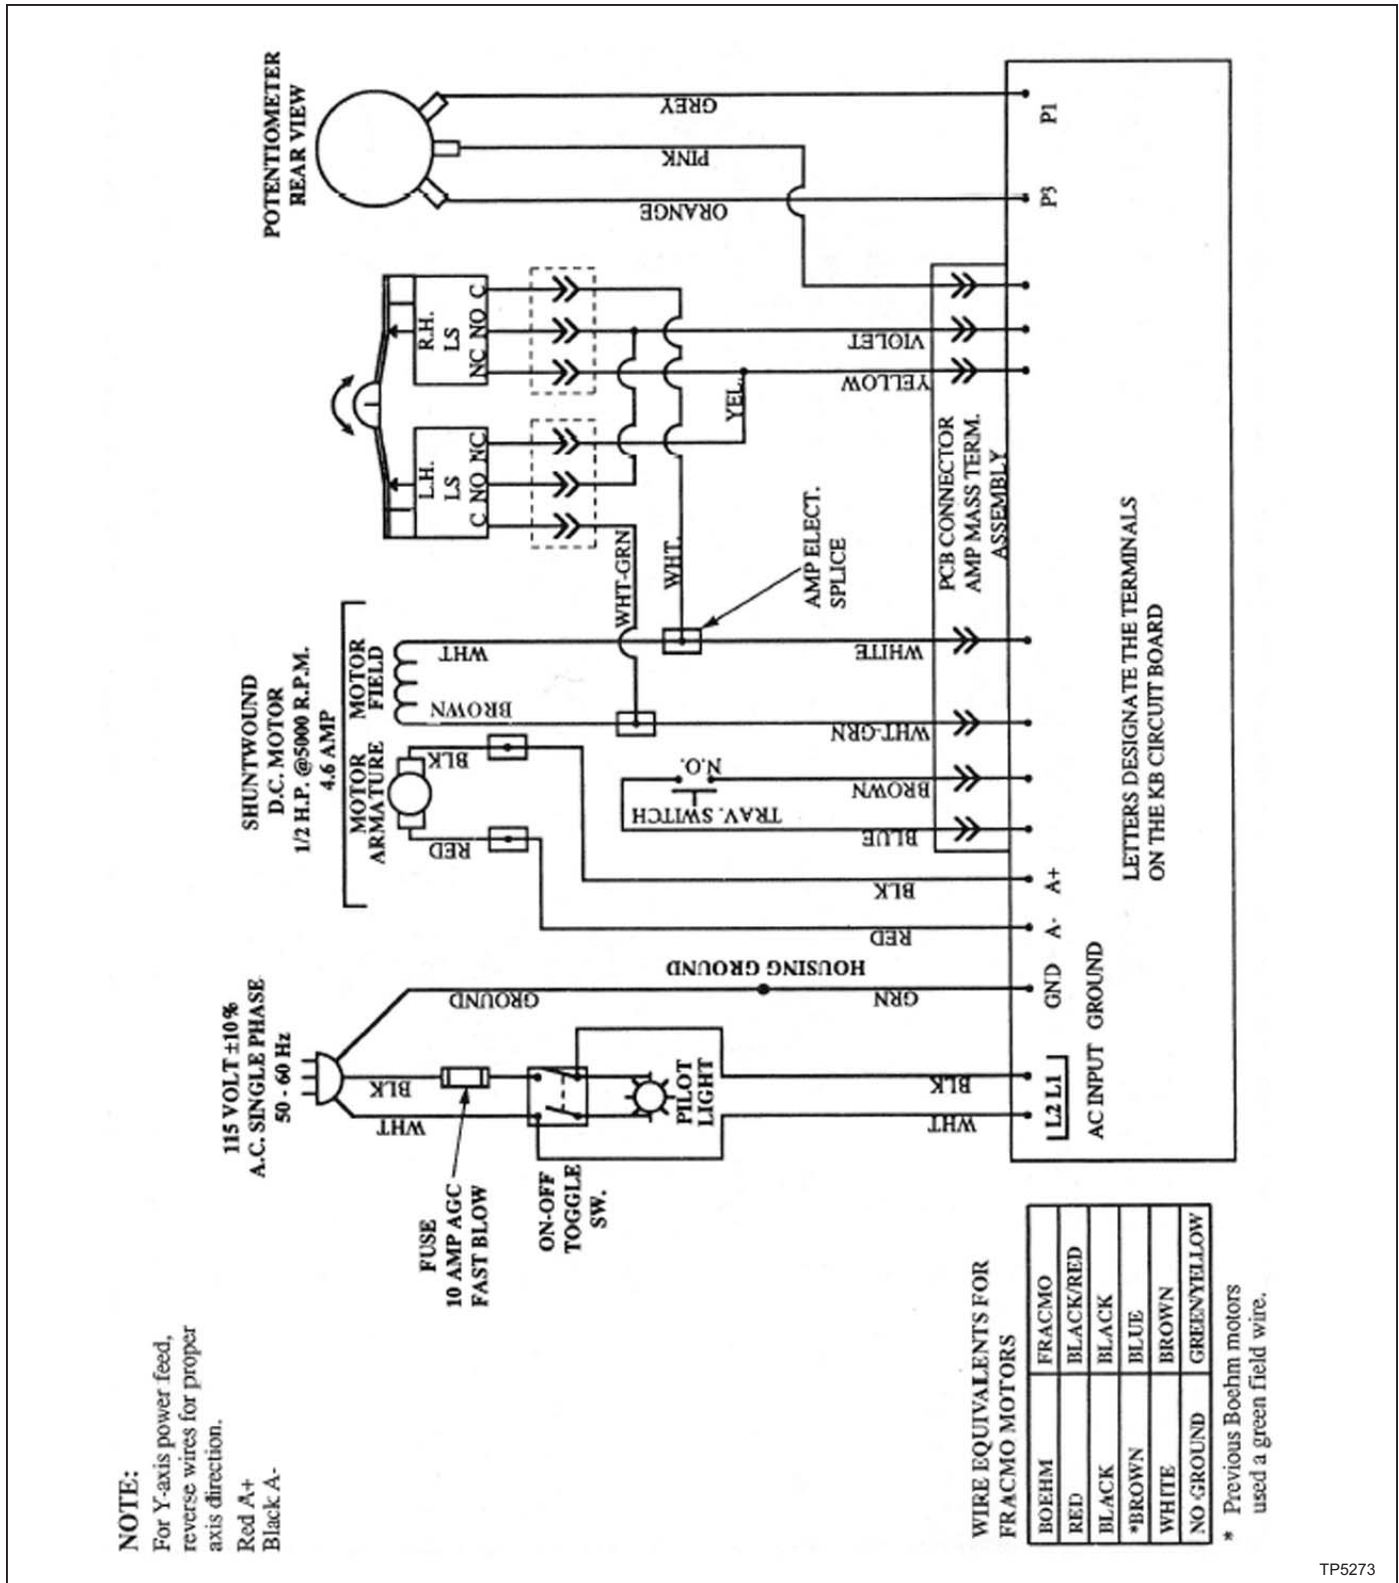 POTENTIOMETER
REAR VIEW
GREY
PINK
ORANGE
P1
P3
R.H.
LS
C
NO
NC
L.H.
LS
NC
NO
C
VIOLET
YELLOW
YEL.
WHT-GRN
WHT.
AMP ELECT.
SPLICE
PCB CONNECTOR
AMP MASS TERM.
ASSEMBLY
SHUNTWOUND
D.C. MOTOR
1/2 H.P. @5000 R.P.M.
4.6 AMP
MOTOR
FIELD
MOTOR
ARMATURE
WHT
BROWN
BLK
RED
WHITE
WHT-GRN
N.O.
TRAV. SWITCH
BROWN
BLUE
BLK
RED
A+
A-
LETTERS DESIGNATE THE TERMINALS
ON THE KB CIRCUIT BOARD
115 VOLT ±10%
A.C. SINGLE PHASE
50 - 60 Hz
GROUND
HOUSING GROUND
GRN
GND
GROUND
BLK
WHT
PILOT
LIGHT
BLK
WHT
L2 L1
AC INPUT
FUSE
10 AMP AGC
FAST BLOW
ON-OFF
TOGGLE
SW.
NOTE:
For Y-axis power feed,
reverse wires for proper
axis direction.
Red A+
Black A-
WIRE EQUIVALENTS FOR
FRACMO MOTORS
BOEHM FRACMO
RED BLACK/RED
BLACK BLACK
*BROWN BLUE
WHITE BROWN
NO GROUND GREEN/YELLOW
* Previous Boehm motors
used a green field wire.
TP5273